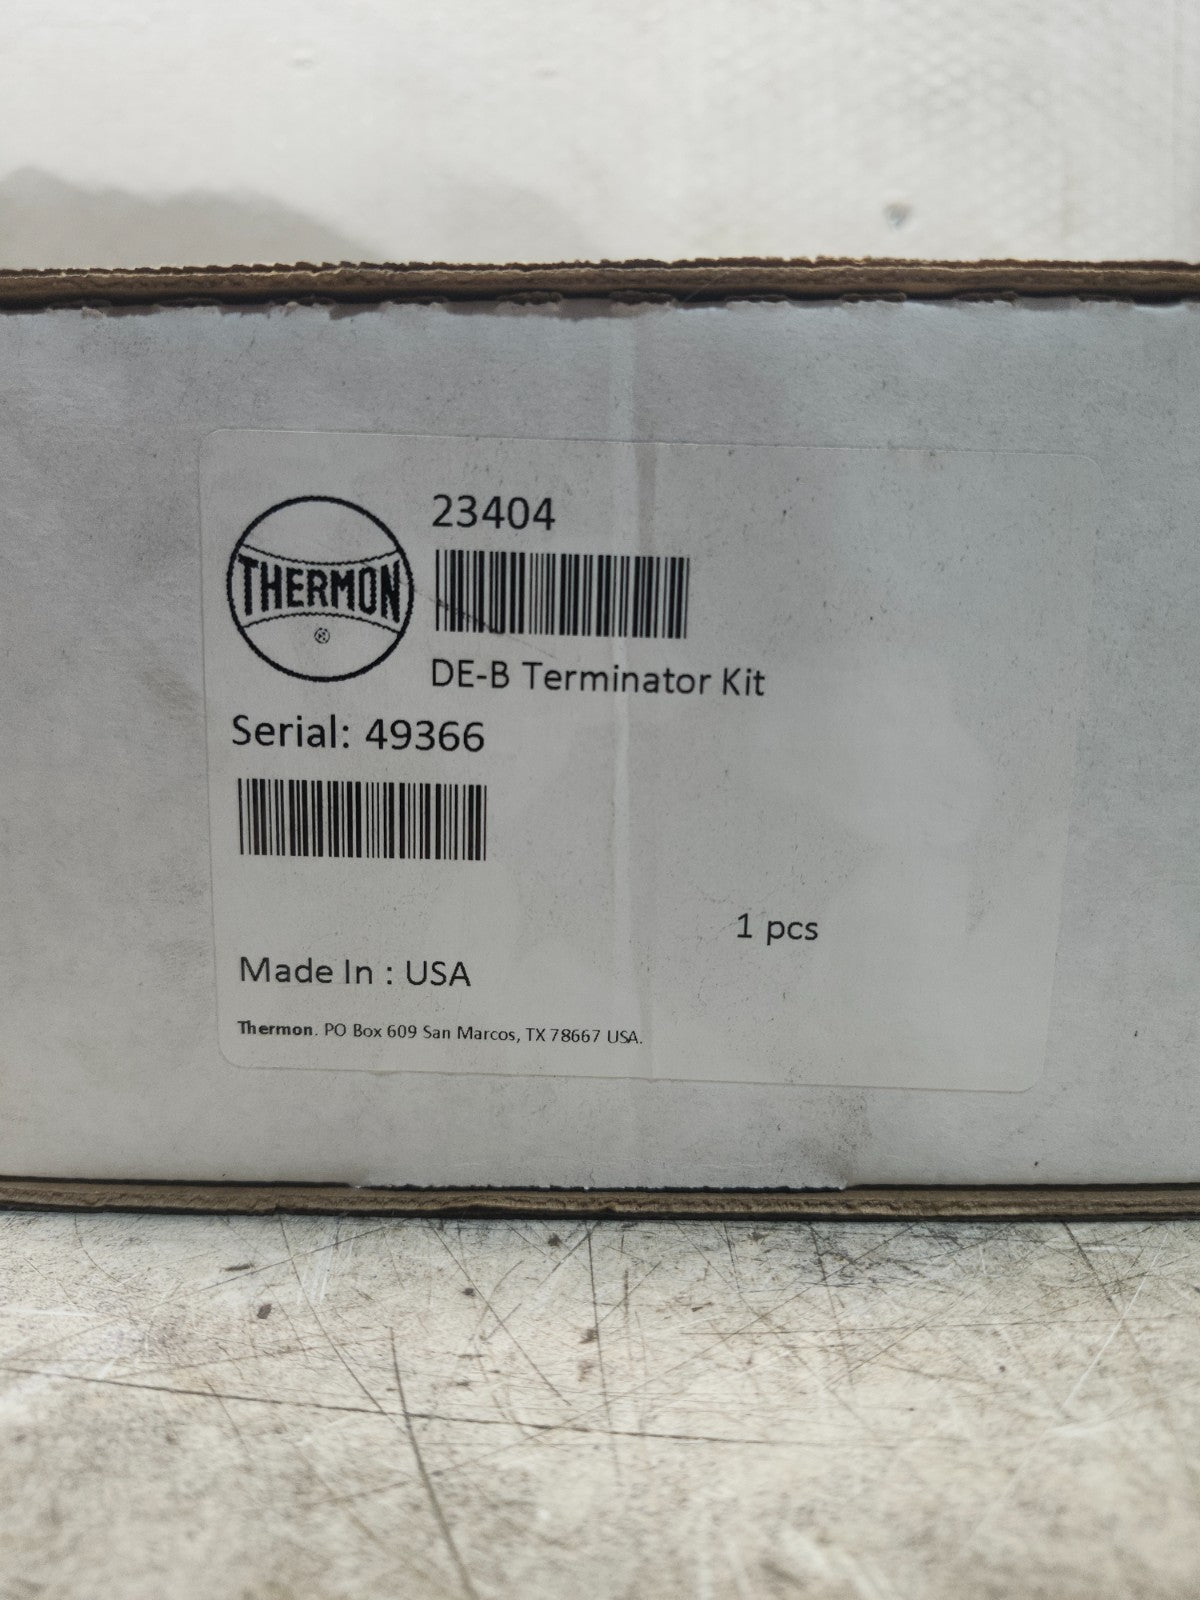 THERMON
®
23404
DE-B Terminator Kit
Serial: 49366
1 pcs
Made In : USA
Thermon. PO Box 609 San Marcos, TX 78667 USA.